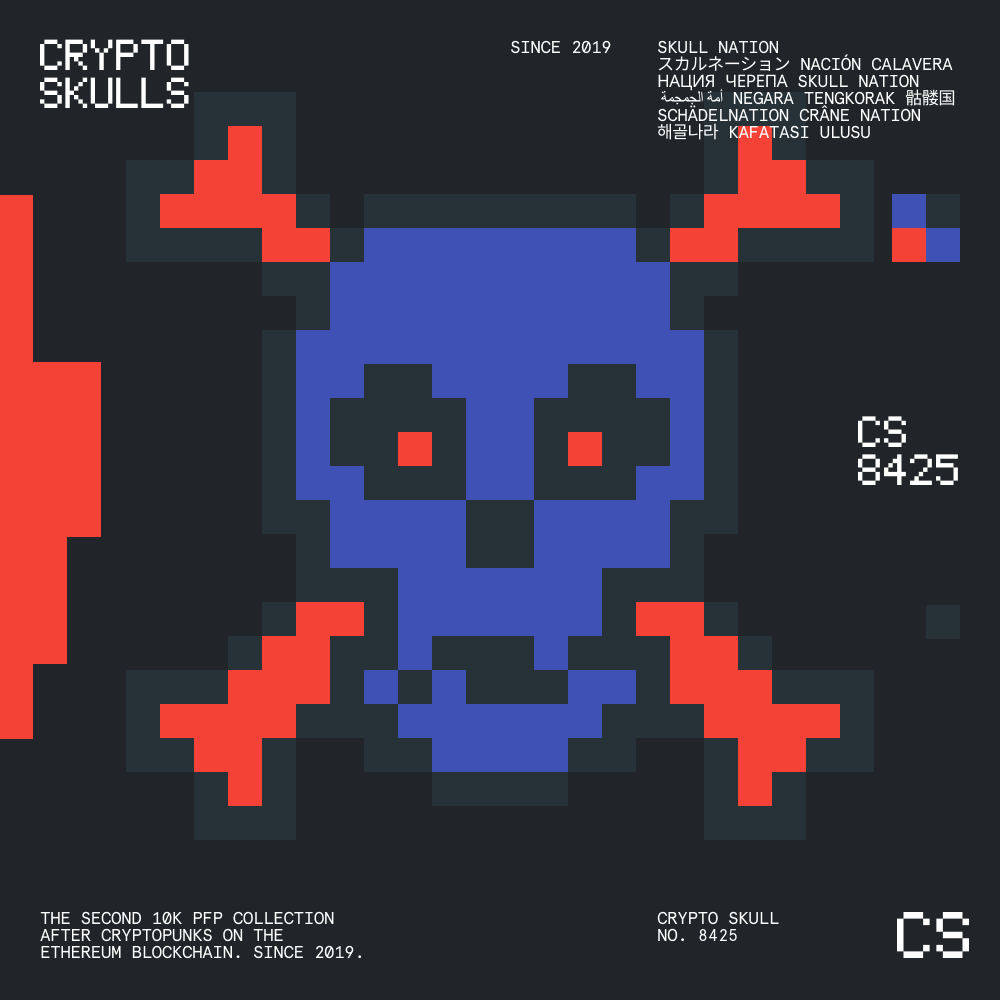 CRYPTO
SKULLS
SINCE 2019
SKULL NATION
スカルネーション NACIÓN CALAVERA
НАЦИЯ ЧЕРЕПА SKULL NATION
أمة الجمجمة NEGARA TENGKORAK 骷髅国
SCHÄDELNATION CRÂNE NATION
해골나라 KAFATASI ULUSU
CS
8425
THE SECOND 10K PFP COLLECTION
AFTER CRYPTOPUNKS ON THE
ETHEREUM BLOCKCHAIN. SINCE 2019.
CRYPTO SKULL
NO. 8425
CS